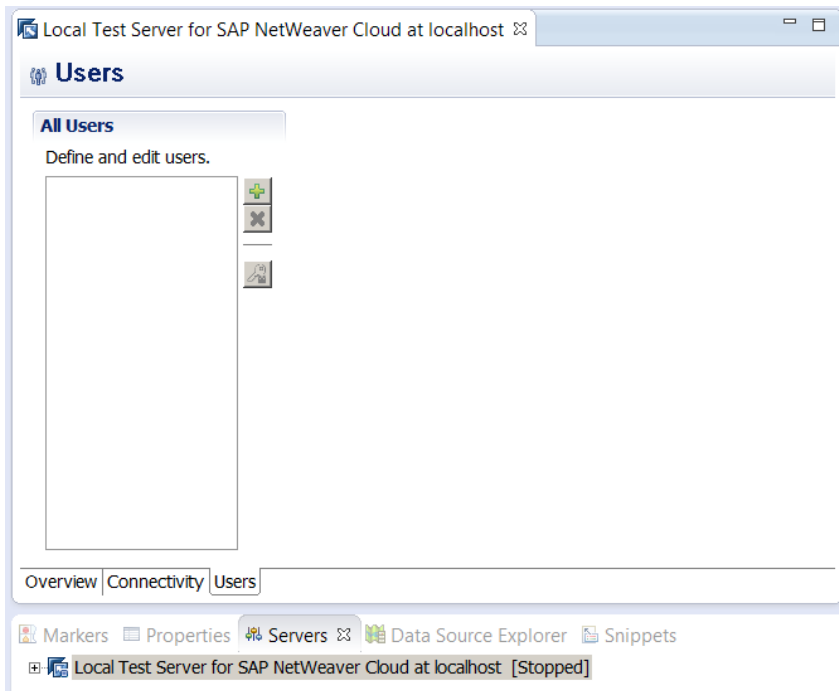 Local Test Server for SAP NetWeaver Cloud at localhost
Users
All Users
Define and edit users.
Overview Connectivity Users
Markers Properties Servers Data Source Explorer Snippets
Local Test Server for SAP NetWeaver Cloud at localhost [Stopped]